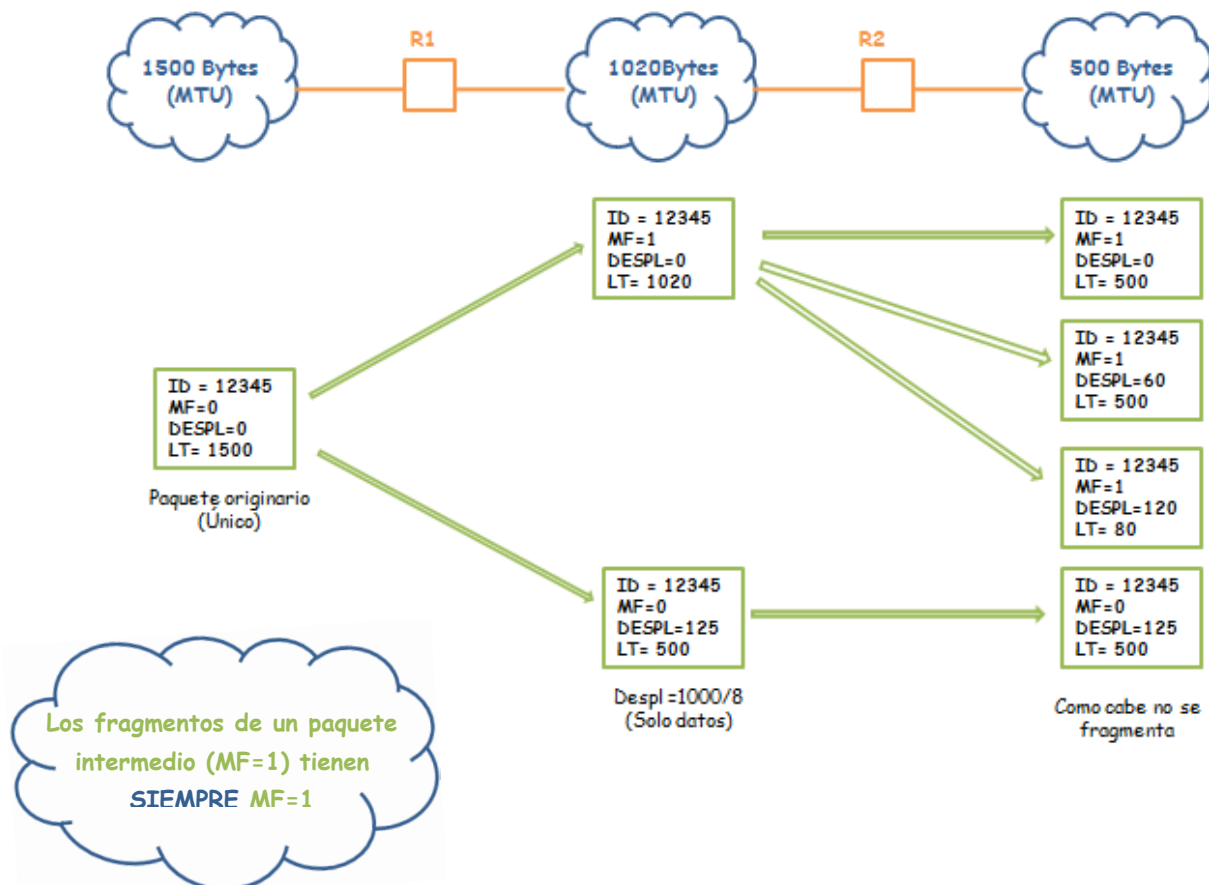 R1
R2
1500 Bytes
(MTU)
1020Bytes
(MTU)
500 Bytes
(MTU)
ID = 12345
MF=1
DESPL=0
LT= 1020
ID = 12345
MF=1
DESPL=0
LT= 500
ID = 12345
MF=1
DESPL=60
LT= 500
ID = 12345
MF=0
DESPL=0
LT= 1500
Paquete originario
(Único)
ID = 12345
MF=1
DESPL=120
LT= 80
ID = 12345
MF=0
DESPL=125
LT= 500
Despl =1000/8
(Solo datos)
ID = 12345
MF=0
DESPL=125
LT= 500
Como cabe no se
fragmenta
Los fragmentos de un paquete
intermedio (MF=1) tienen
SIEMPRE MF=1